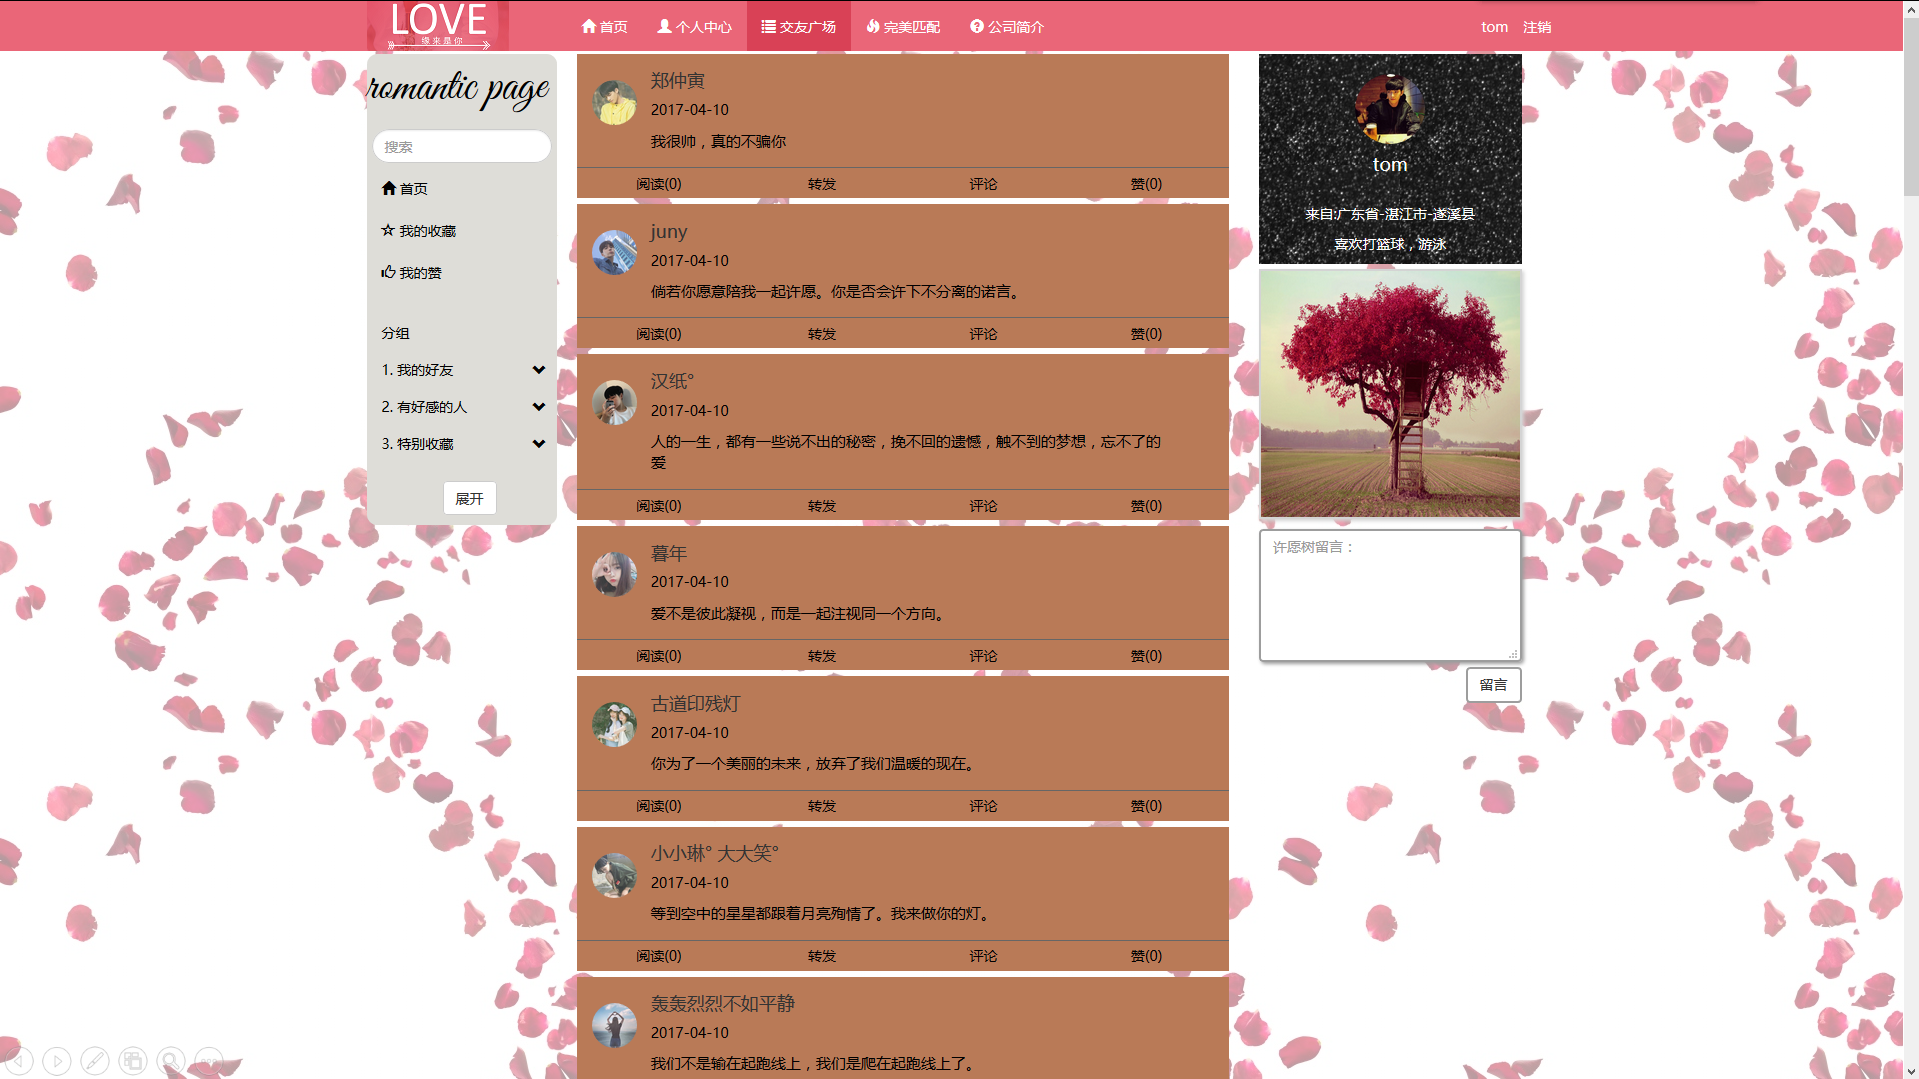 LOVE
缘来是你
首页
个人中心
交友广场
完美匹配
公司简介
tom
注销
romantic page
搜索
首页
我的收藏
我的赞
分组
1. 我的好友
2. 有好感的人
3. 特别收藏
展开
郑仲寅
2017-04-10
我很帅，真的不骗你
阅读(0) 转发 评论 赞(0)
juny
2017-04-10
倘若你愿意陪我一起许愿。你是否会许下不分离的诺言。
阅读(0) 转发 评论 赞(0)
汉纸°
2017-04-10
人的一生，都有一些说不出的秘密，挽不回的遗憾，触不到的梦想，忘不了的
爱
阅读(0) 转发 评论 赞(0)
暮年
2017-04-10
爱不是彼此凝视，而是一起注视同一个方向。
阅读(0) 转发 评论 赞(0)
古道印残灯
2017-04-10
你为了一个美丽的未来，放弃了我们温暖的现在。
阅读(0) 转发 评论 赞(0)
小小琳° 大大笑°
2017-04-10
等到空中的星星都跟着月亮殉情了。我来做你的灯。
阅读(0) 转发 评论 赞(0)
轰轰烈烈不如平静
2017-04-10
我们不是输在起跑线上，我们是爬在起跑线上了。
tom
来自:广东省-湛江市-遂溪县
喜欢打篮球，游泳
许愿树留言：
留言